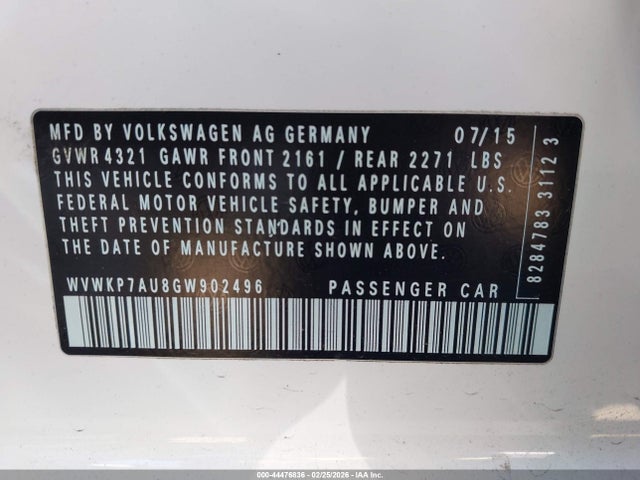 MFD BY VOLKSWAGEN AG GERMANY 07/15
GVWR 4321 GAWR FRONT 2161 / REAR 2271 LBS
THIS VEHICLE CONFORMS TO ALL APPLICABLE U.S.
FEDERAL MOTOR VEHICLE SAFETY, BUMPER AND
THEFT PREVENTION STANDARDS IN EFFECT ON
THE DATE OF MANUFACTURE SHOWN ABOVE.
WVWKP7AU8GW902496 PASSENGER CAR
8284783 3112 3
000-44476836 - 02/25/2026 - IAA Inc.